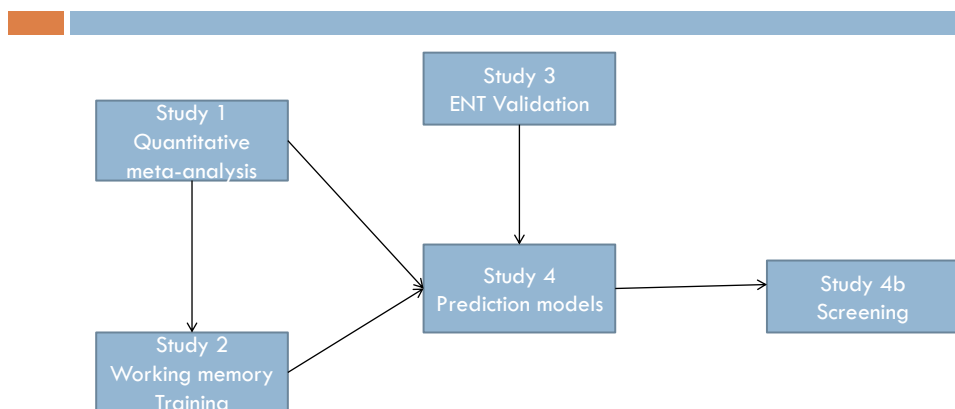 Study 3
ENT Validation
Study 1
Quantitative
meta-analysis
Study 4
Prediction models
Study 4b
Screening
Study 2
Working memory
Training